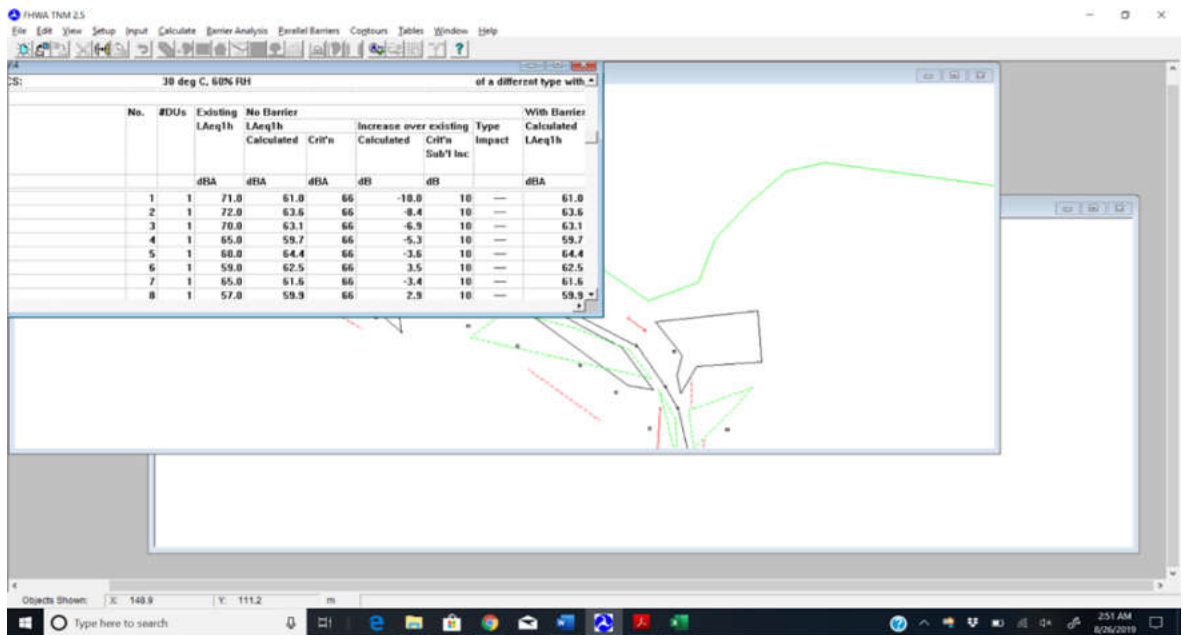 FHWA TNM 2.5
File Edit View Setup Input Calculate Barrier Analysis Parallel Barriers Contours Tables Window Help
CS: 30 deg C, 60% RH of a different type with
No. #DUs Existing No Barrier With Barrier
LAeq1h LAeq1h Increase over existing Type Calculated
Calculated Crit'n Calculated Crit'n Impact LAeq1h
Sub'l Inc
dBA dBA dBA dB dB dBA
1 1 71.0 61.0 66 -10.0 10 — 61.0
2 1 72.0 63.6 66 -8.4 10 — 63.6
3 1 70.0 63.1 66 -6.9 10 — 63.1
4 1 65.0 59.7 66 -5.3 10 — 59.7
5 1 68.0 64.4 66 -3.6 10 — 64.4
6 1 59.0 62.5 66 3.5 10 — 62.5
7 1 65.0 61.6 66 -3.4 10 — 61.6
8 1 57.0 59.9 66 2.9 10 — 59.9
Objects Shown: X: 148.9 Y: 111.2 m
Type here to search
2:51 AM
8/26/2019